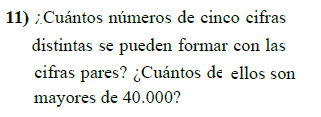 11) ¿Cuántos números de cinco cifras
distintas se pueden formar con las
cifras pares? ¿Cuántos de ellos son
mayores de 40.000?